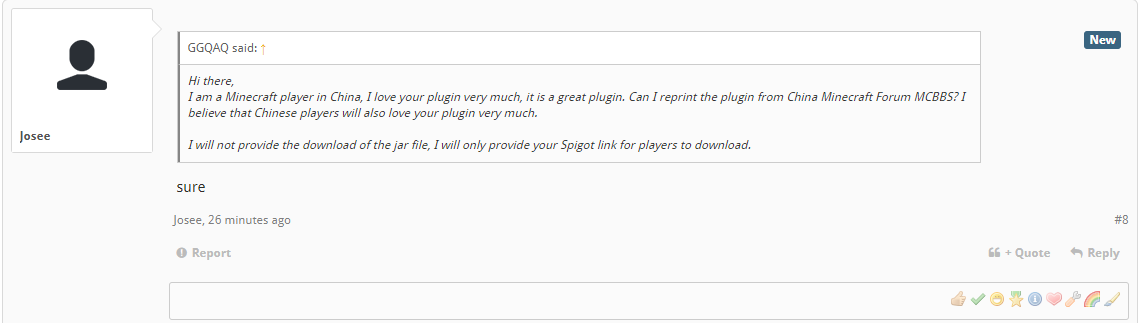 GGQAQ said: ↑
New
Hi there,
I am a Minecraft player in China, I love your plugin very much, it is a great plugin. Can I reprint the plugin from China Minecraft Forum MCBBS? I
believe that Chinese players will also love your plugin very much.
I will not provide the download of the jar file, I will only provide your Spigot link for players to download.
Josee
sure
Josee, 26 minutes ago
#8
Report
+ Quote
Reply